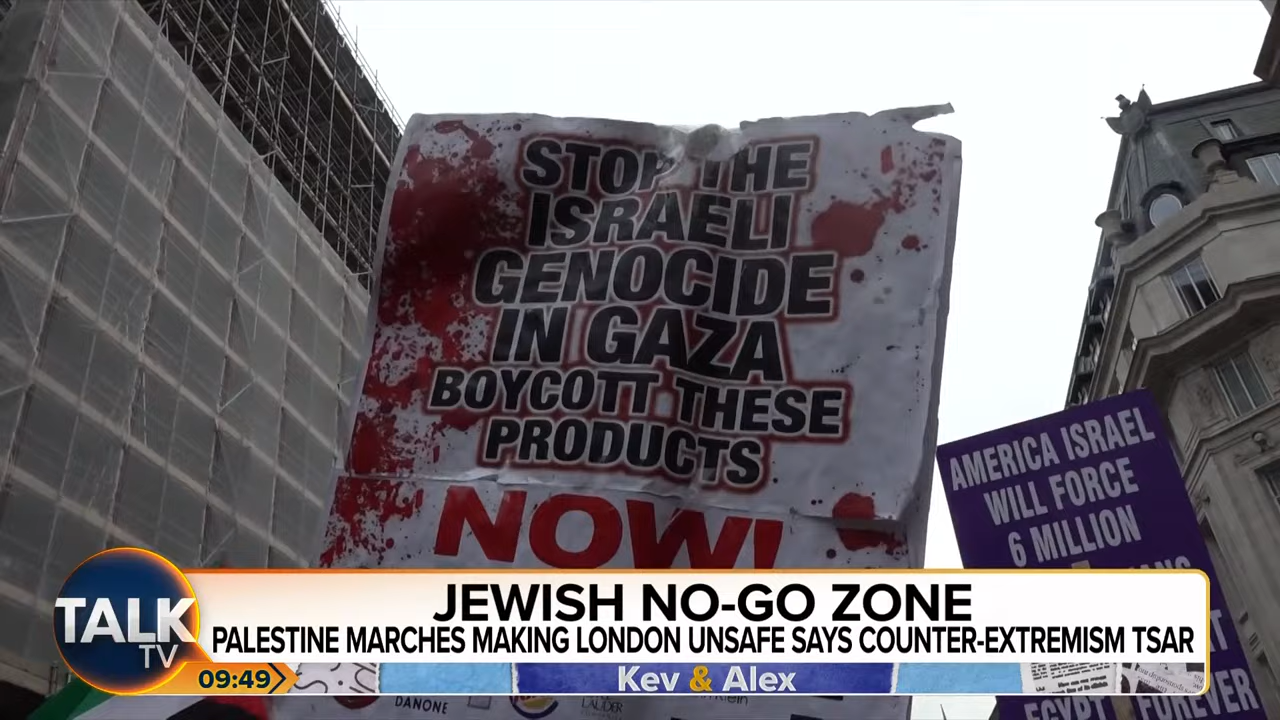 STOP THE
ISRAELI
GENOCIDE
IN GAZA
BOYCOTT THESE
PRODUCTS
NOW!
AMERICA ISRAEL
WILL FORCE
6 MILLION
EGYPT
FOREVER
JEWISH NO-GO ZONE
PALESTINE MARCHES MAKING LONDON UNSAFE SAYS COUNTER-EXTREMISM TSAR
TALK
TV
09:49
Kev & Alex
DANONE